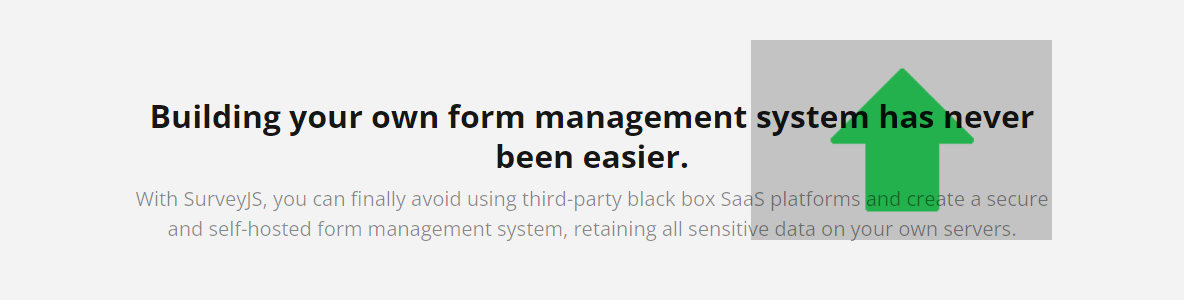 Building your own form management system has never
been easier.
With SurveyJS, you can finally avoid using third-party black box SaaS platforms and create a secure
and self-hosted form management system, retaining all sensitive data on your own servers.